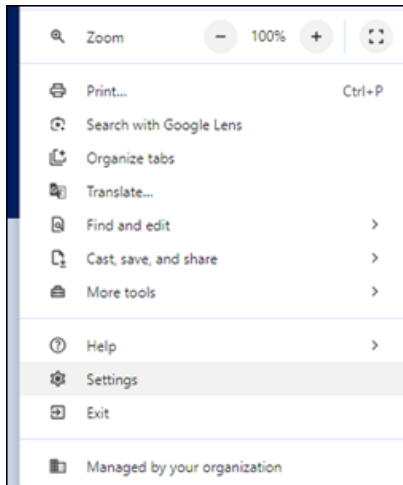 Zoom − 100% +
Print... Ctrl+P
Search with Google Lens
Organize tabs
Translate...
Find and edit
Cast, save, and share
More tools
Help
Settings
Exit
Managed by your organization